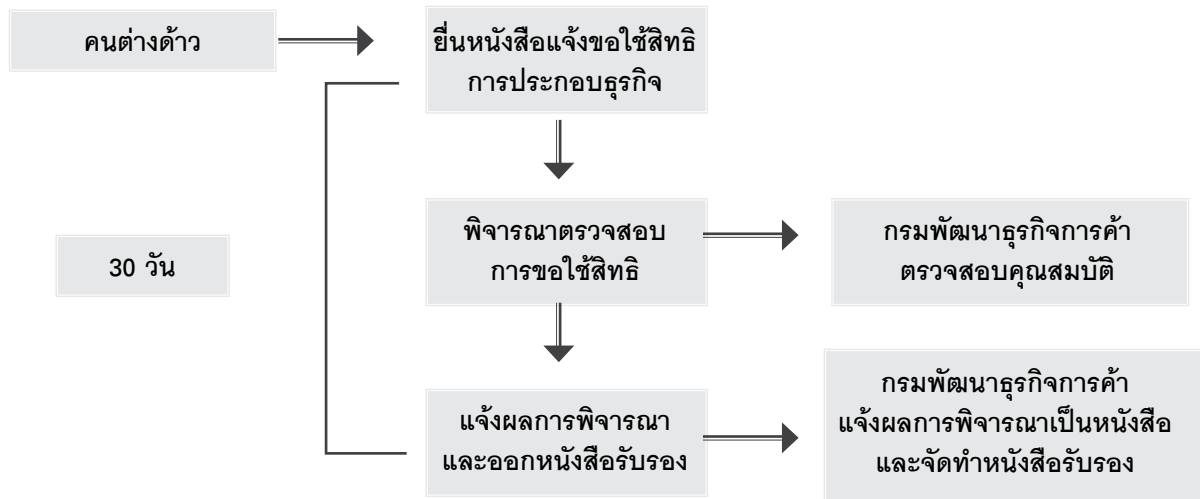 คนต่างด้าว
ยื่นหนังสือแจ้งขอใช้สิทธิ
การประกอบธุรกิจ
พิจารณาตรวจสอบ
การขอใช้สิทธิ
กรมพัฒนาธุรกิจการค้า
ตรวจสอบคุณสมบัติ
30 วัน
แจ้งผลการพิจารณา
และออกหนังสือรับรอง
กรมพัฒนาธุรกิจการค้า
แจ้งผลการพิจารณาเป็นหนังสือ
และจัดทำหนังสือรับรอง